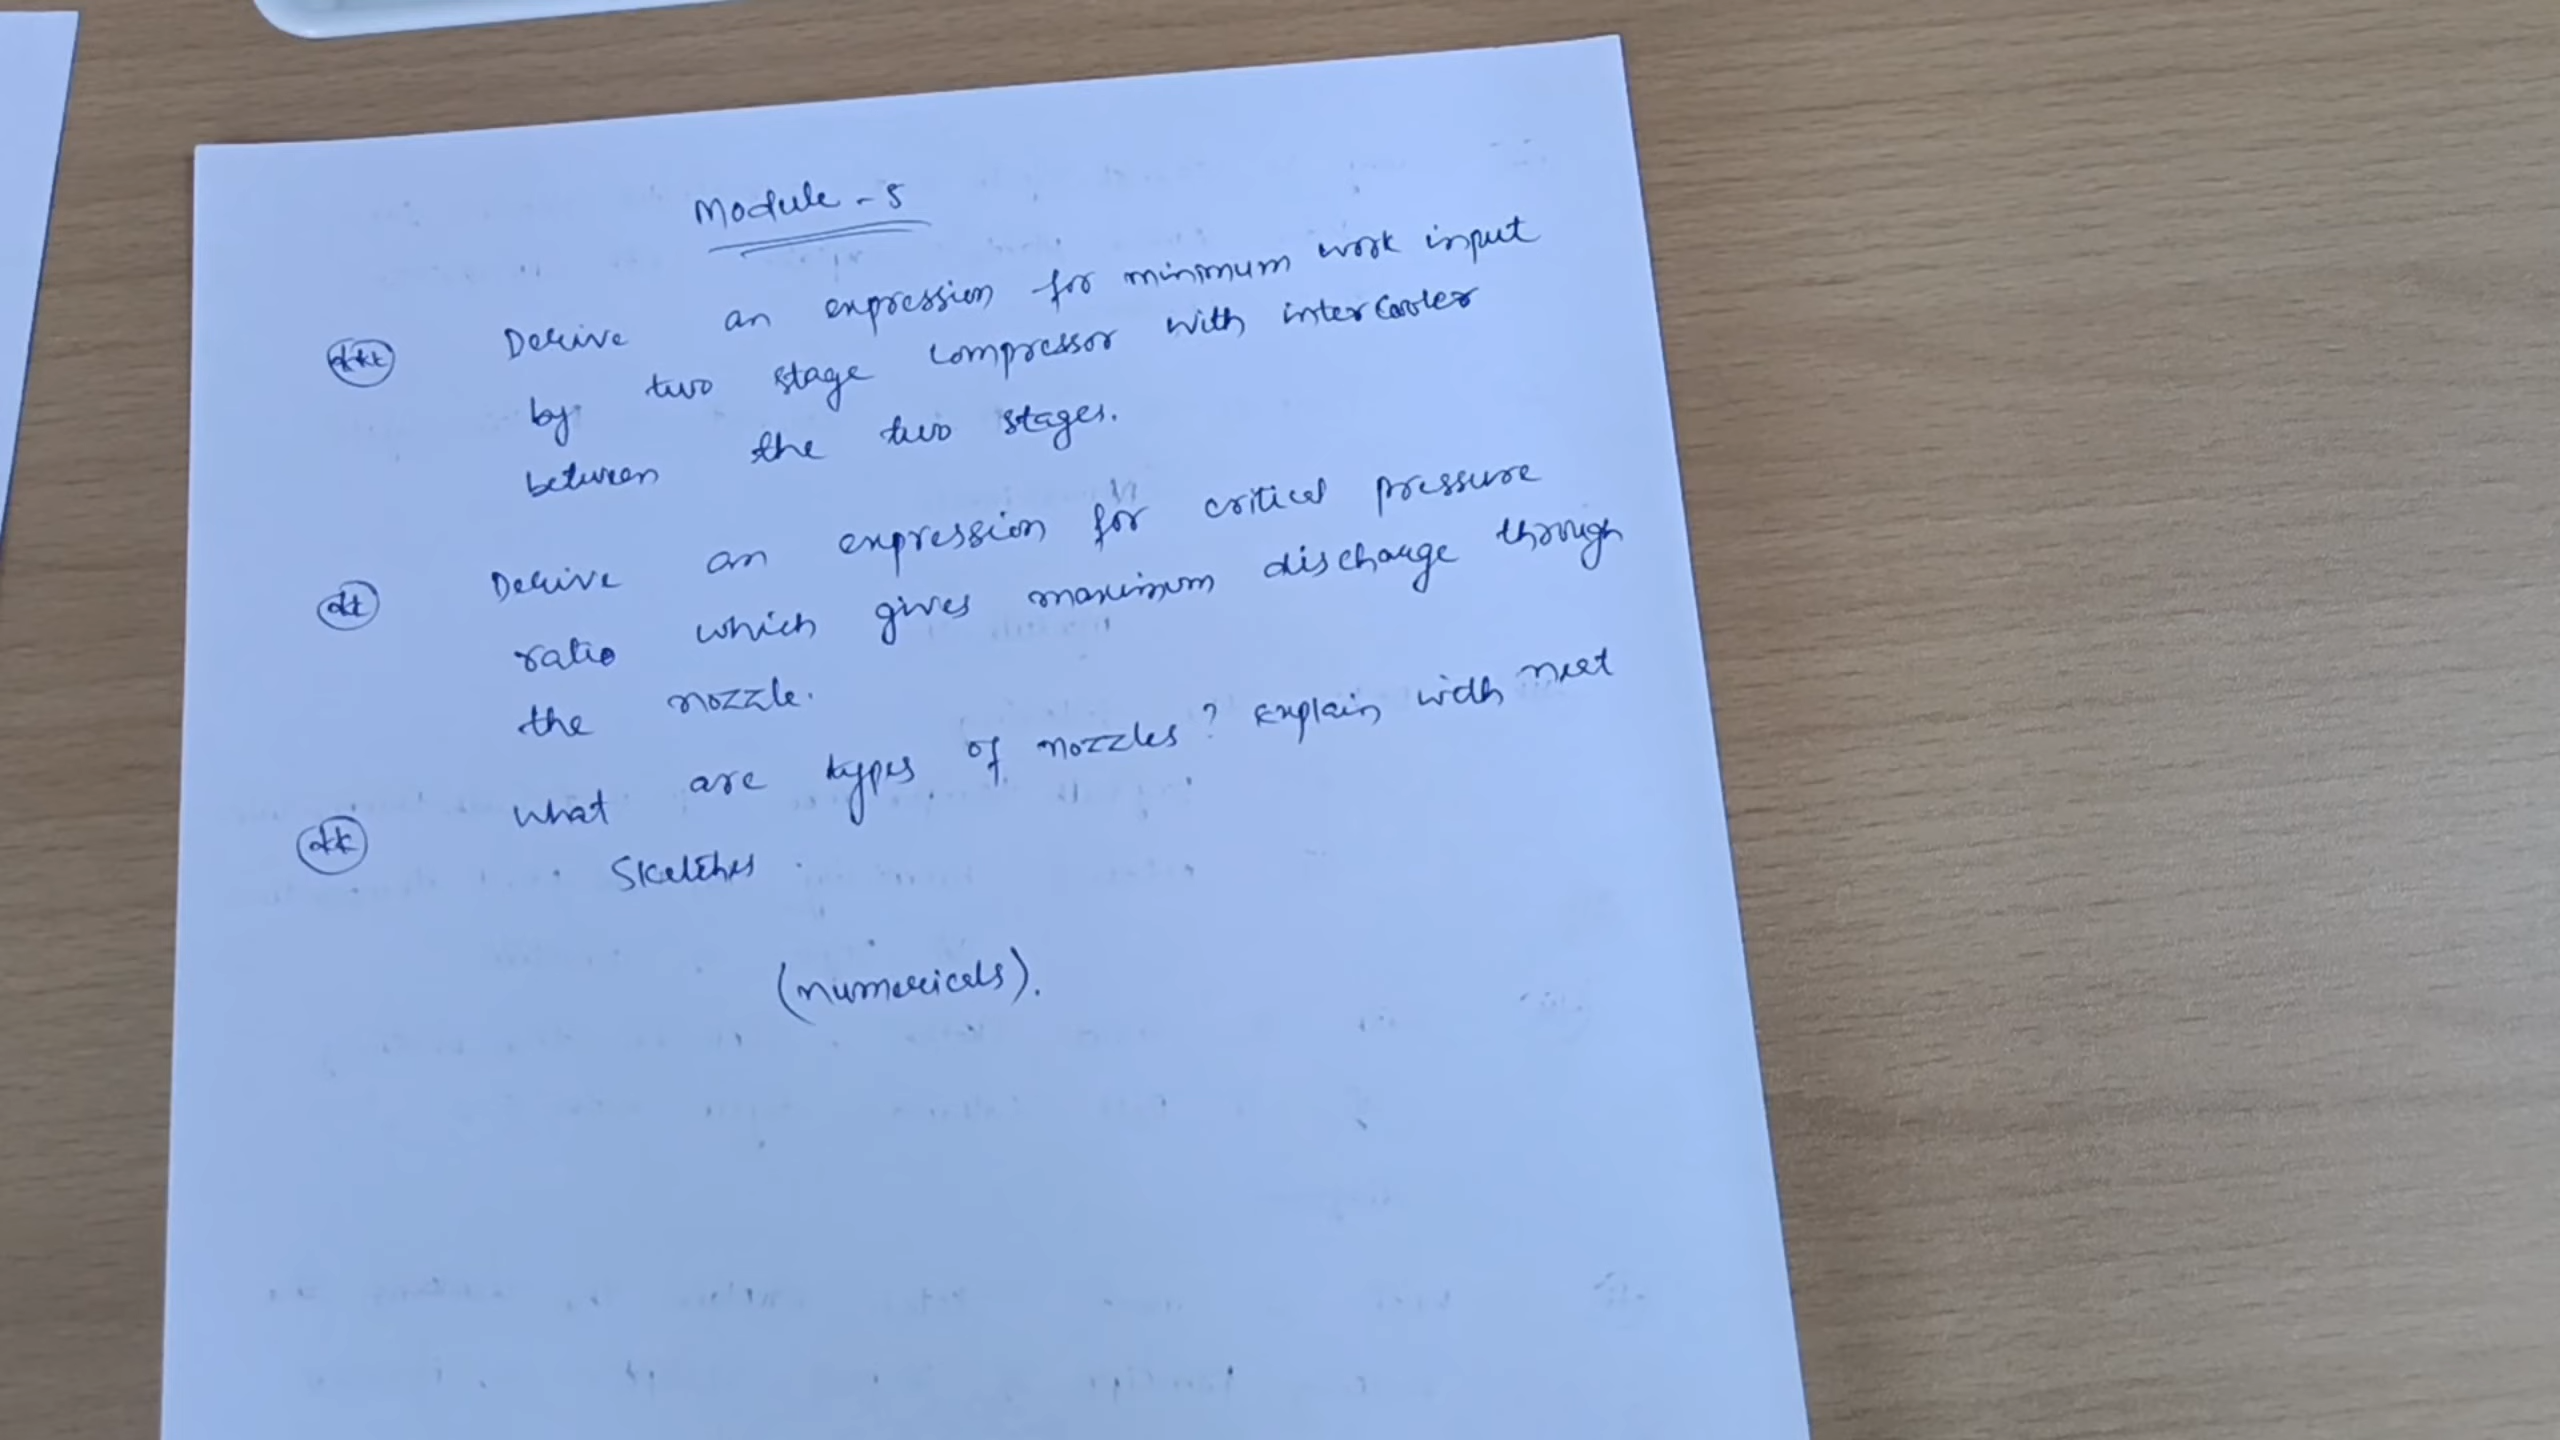 Module - 5
*** Derive an expression for minimum work input
by two stage compressor with intercooler
between the two stages.
** Derive an expression for critical pressure
ratio which gives maximum discharge through
the nozzle.
** What are types of nozzles? Explain with neet
Sketches.
(numericals).